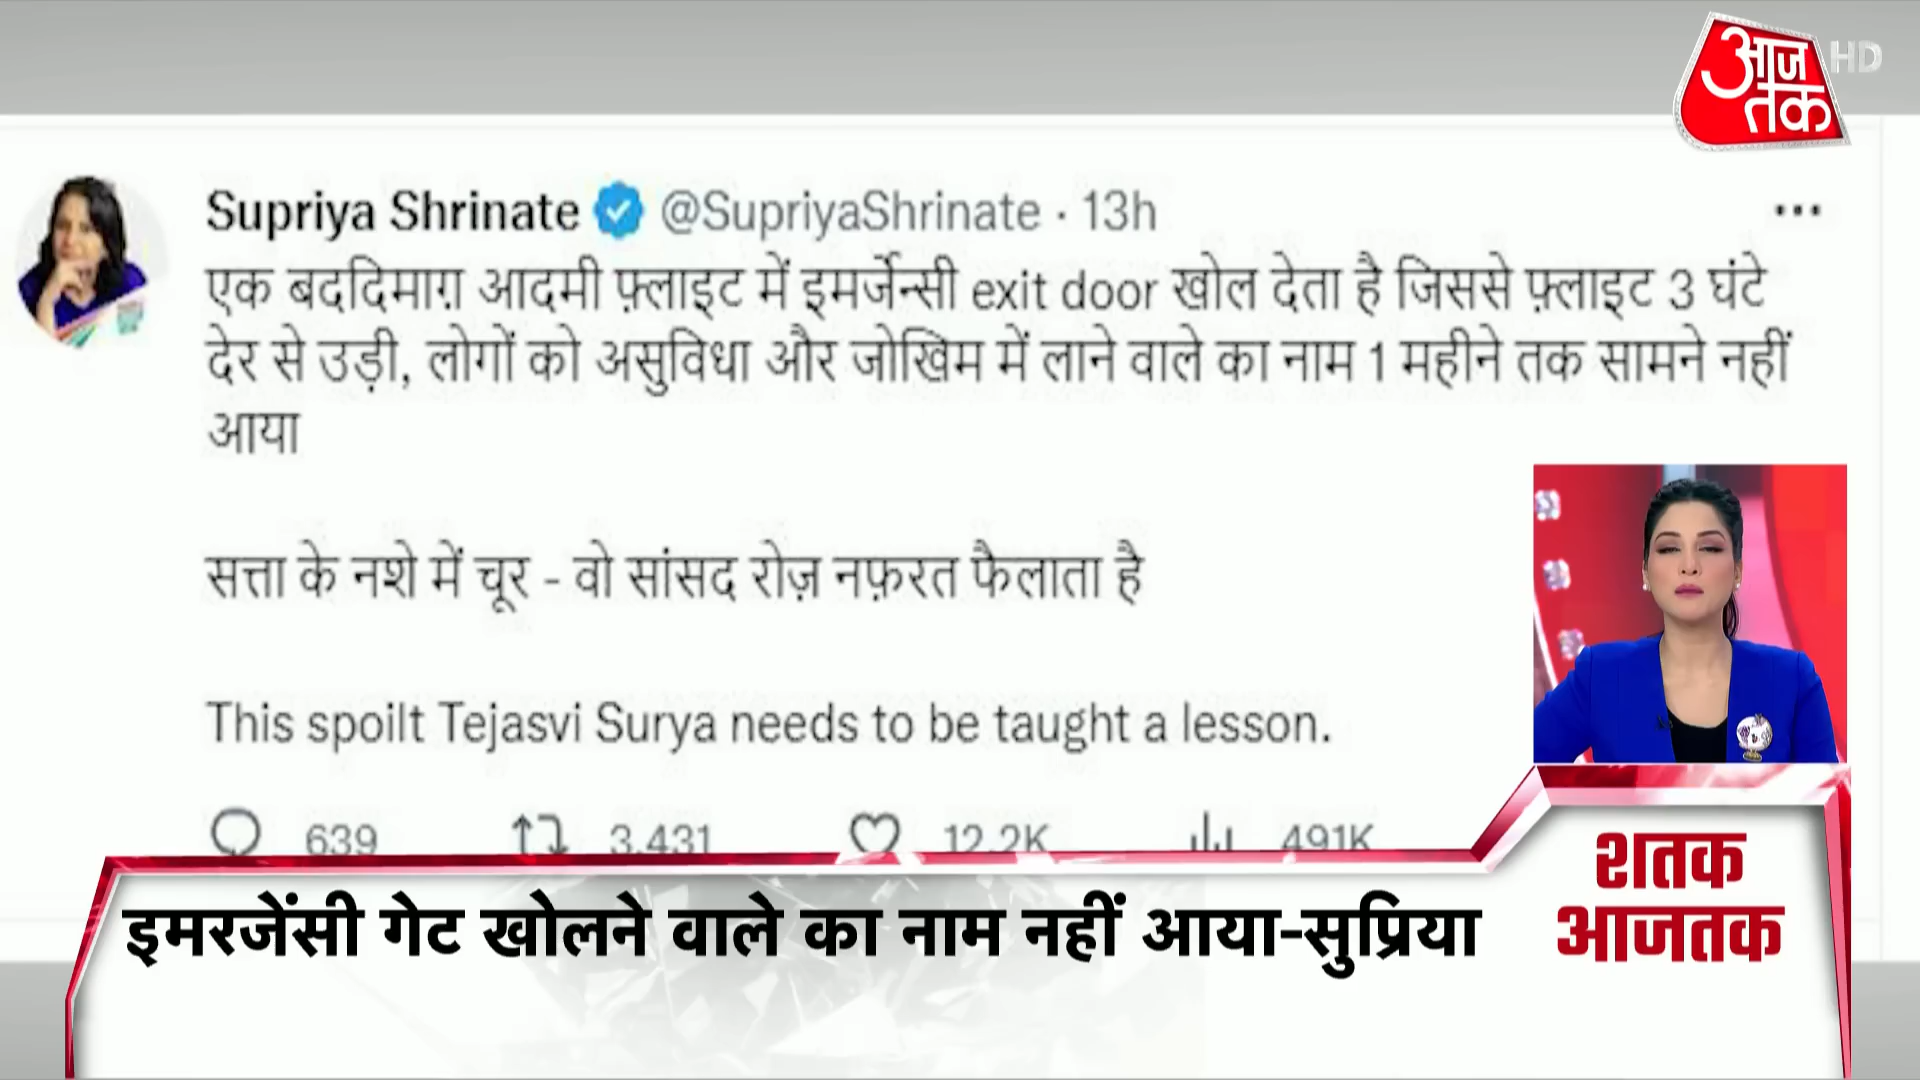 आज
तक
HD
Supriya Shrinate @SupriyaShrinate · 13h
एक बददिमाग़ आदमी फ़्लाइट में इमर्जेन्सी exit door खोल देता है जिससे फ़्लाइट 3 घंटे
देर से उड़ी, लोगों को असुविधा और जोखिम में लाने वाले का नाम 1 महीने तक सामने नहीं
आया
सत्ता के नशे में चूर - वो सांसद रोज़ नफ़रत फैलाता है
This spoilt Tejasvi Surya needs to be taught a lesson.
639 3,431 12.2K 491K
इमरजेंसी गेट खोलने वाले का नाम नहीं आया-सुप्रिया
शतक
आजतक